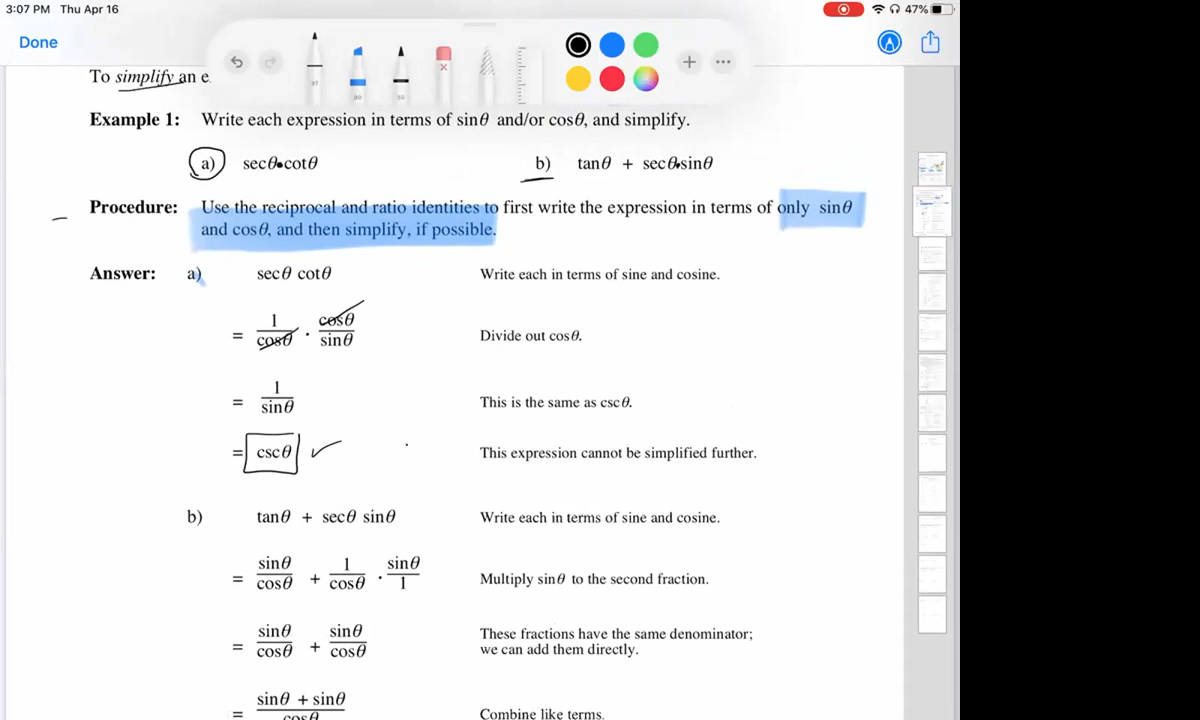 3:07 PM Thu Apr 16
47%
Done
To simplify an e
Example 1: Write each expression in terms of sinθ and/or cosθ, and simplify.
a) secθ•cotθ b) tanθ + secθ•sinθ
Procedure: Use the reciprocal and ratio identities to first write the expression in terms of only sinθ
and cosθ, and then simplify, if possible.
Answer: a) secθ cotθ Write each in terms of sine and cosine.
= 1/cosθ · cosθ/sinθ Divide out cosθ.
= 1/sinθ This is the same as cscθ.
= cscθ ✓ This expression cannot be simplified further.
b) tanθ + secθ sinθ Write each in terms of sine and cosine.
= sinθ/cosθ + 1/cosθ · sinθ/1 Multiply sinθ to the second fraction.
= sinθ/cosθ + sinθ/cosθ These fractions have the same denominator;
we can add them directly.
= sinθ + sinθ/cosθ Combine like terms.